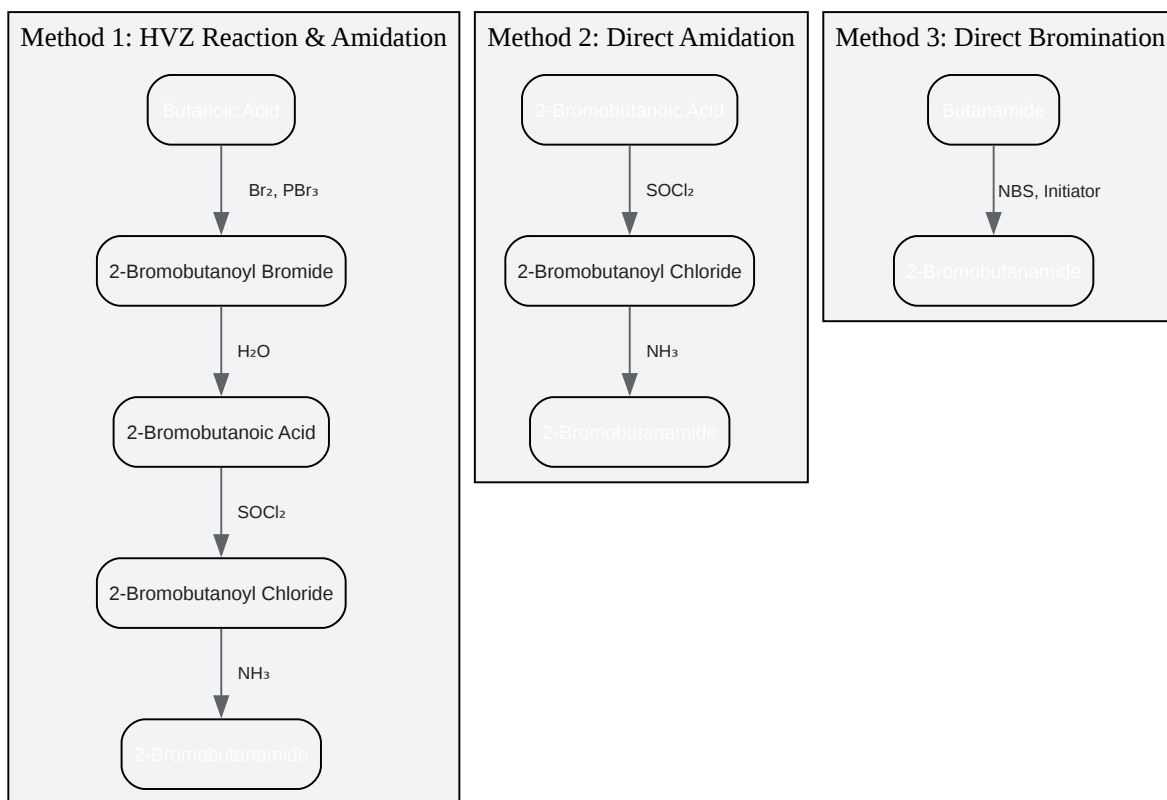 Method 1: HVZ Reaction & Amidation
Butanoic Acid
Br₂, PBr₃
2-Bromobutanoyl Bromide
H₂O
2-Bromobutanoic Acid
SOCl₂
2-Bromobutanoyl Chloride
NH₃
2-Bromobutanamide
Method 2: Direct Amidation
2-Bromobutanoic Acid
SOCl₂
2-Bromobutanoyl Chloride
NH₃
2-Bromobutanamide
Method 3: Direct Bromination
Butanamide
NBS, Initiator
2-Bromobutanamide